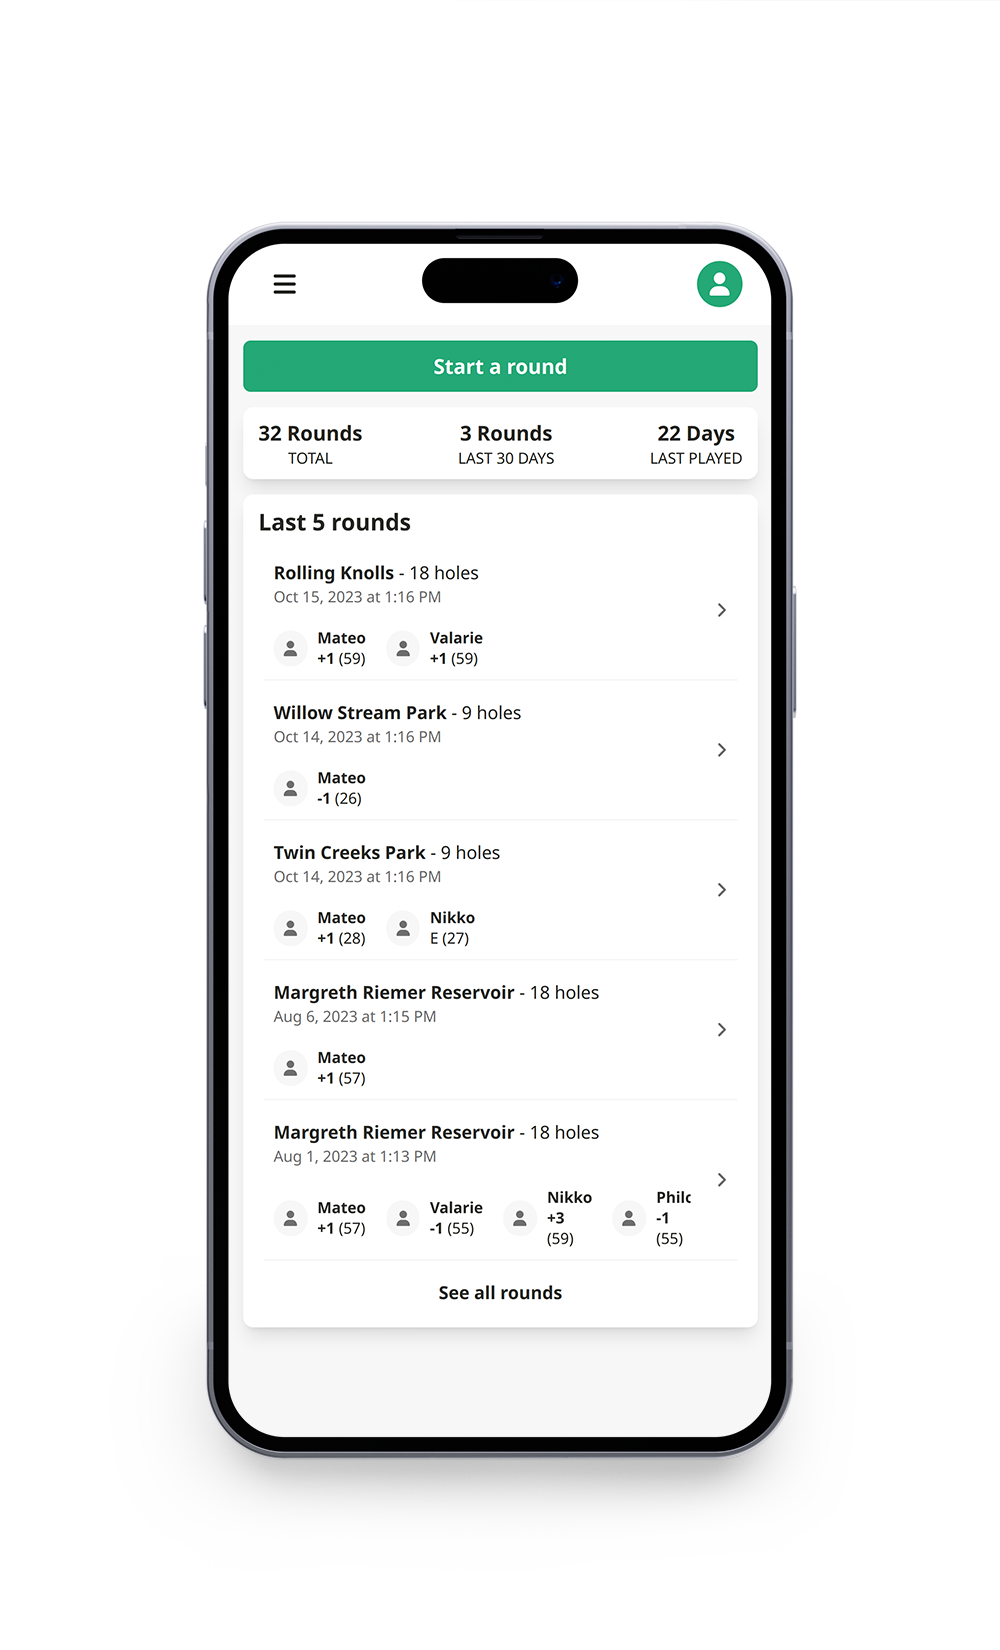 Start a round
32 Rounds
TOTAL
3 Rounds
LAST 30 DAYS
22 Days
LAST PLAYED
Last 5 rounds
Rolling Knolls - 18 holes
Oct 15, 2023 at 1:16 PM
Mateo
+1 (59)
Valarie
+1 (59)
Willow Stream Park - 9 holes
Oct 14, 2023 at 1:16 PM
Mateo
-1 (26)
Twin Creeks Park - 9 holes
Oct 14, 2023 at 1:16 PM
Mateo
+1 (28)
Nikko
E (27)
Margreth Riemer Reservoir - 18 holes
Aug 6, 2023 at 1:15 PM
Mateo
+1 (57)
Margreth Riemer Reservoir - 18 holes
Aug 1, 2023 at 1:13 PM
Mateo
+1 (57)
Valarie
-1 (55)
Nikko
+3
(59)
-1
(55)
See all rounds